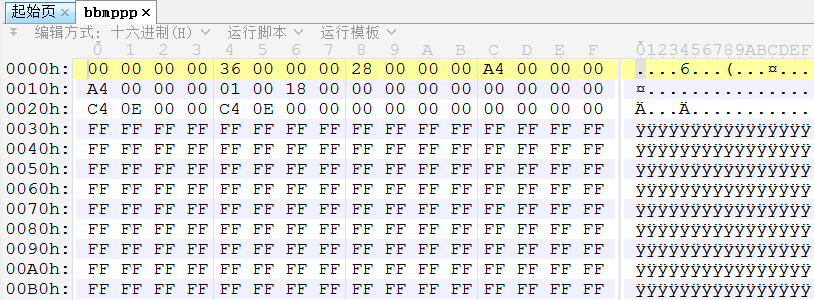 起始页 × bbmppp ×
编辑方式: 十六进制(H) 运行脚本 运行模板
0 1 2 3 4 5 6 7 8 9 A B C D E F 0123456789ABCDEF
0000h: 00 00 00 00 36 00 00 00 28 00 00 00 A4 00 00 00 ....6...(...¤...
0010h: A4 00 00 00 01 00 18 00 00 00 00 00 00 00 00 00 ¤...............
0020h: C4 0E 00 00 C4 0E 00 00 00 00 00 00 00 00 00 00 Ä...Ä...........
0030h: FF FF FF FF FF FF FF FF FF FF FF FF FF FF FF FF ÿÿÿÿÿÿÿÿÿÿÿÿÿÿÿÿ
0040h: FF FF FF FF FF FF FF FF FF FF FF FF FF FF FF FF ÿÿÿÿÿÿÿÿÿÿÿÿÿÿÿÿ
0050h: FF FF FF FF FF FF FF FF FF FF FF FF FF FF FF FF ÿÿÿÿÿÿÿÿÿÿÿÿÿÿÿÿ
0060h: FF FF FF FF FF FF FF FF FF FF FF FF FF FF FF FF ÿÿÿÿÿÿÿÿÿÿÿÿÿÿÿÿ
0070h: FF FF FF FF FF FF FF FF FF FF FF FF FF FF FF FF ÿÿÿÿÿÿÿÿÿÿÿÿÿÿÿÿ
0080h: FF FF FF FF FF FF FF FF FF FF FF FF FF FF FF FF ÿÿÿÿÿÿÿÿÿÿÿÿÿÿÿÿ
0090h: FF FF FF FF FF FF FF FF FF FF FF FF FF FF FF FF ÿÿÿÿÿÿÿÿÿÿÿÿÿÿÿÿ
00A0h: FF FF FF FF FF FF FF FF FF FF FF FF FF FF FF FF ÿÿÿÿÿÿÿÿÿÿÿÿÿÿÿÿ
00B0h: FF FF FF FF FF FF FF FF FF FF FF FF FF FF FF FF ÿÿÿÿÿÿÿÿÿÿÿÿÿÿÿÿ